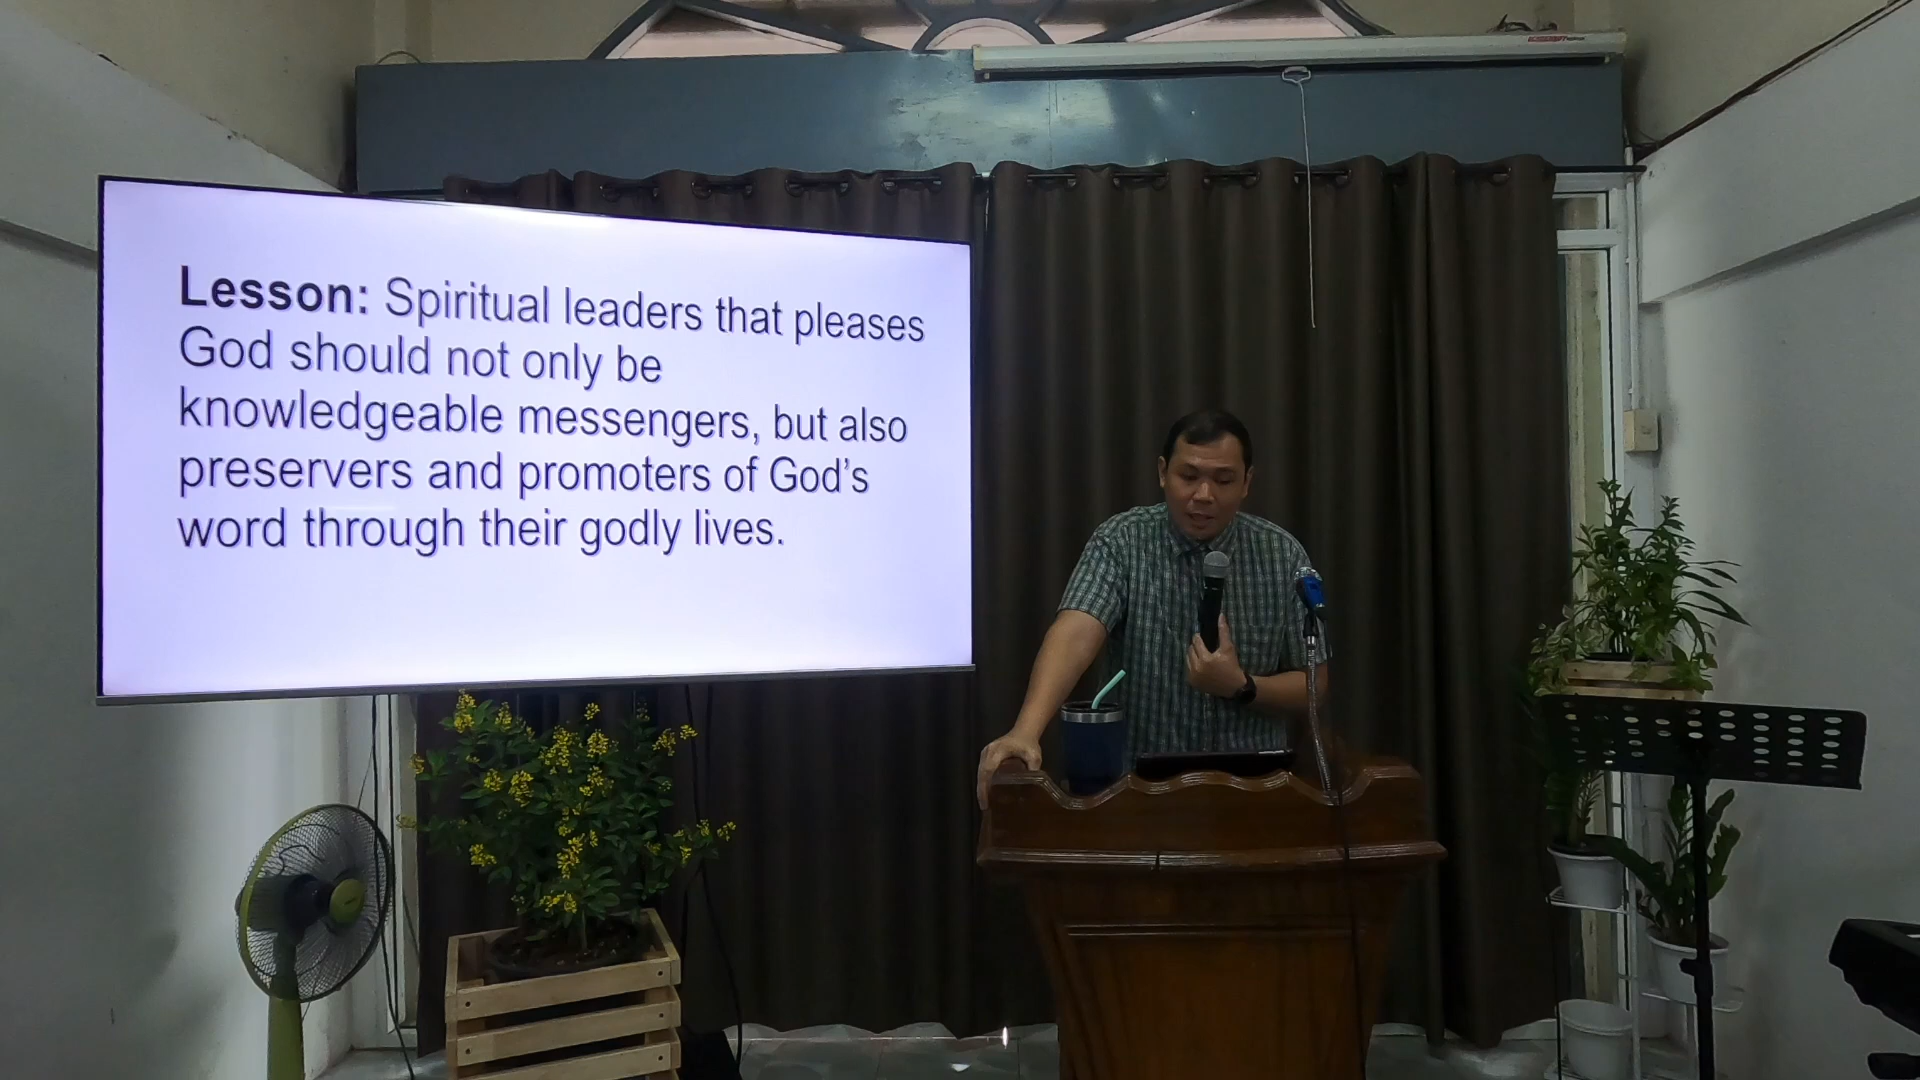 Lesson: Spiritual leaders that pleases
God should not only be
knowledgeable messengers, but also
preservers and promoters of God's
word through their godly lives.